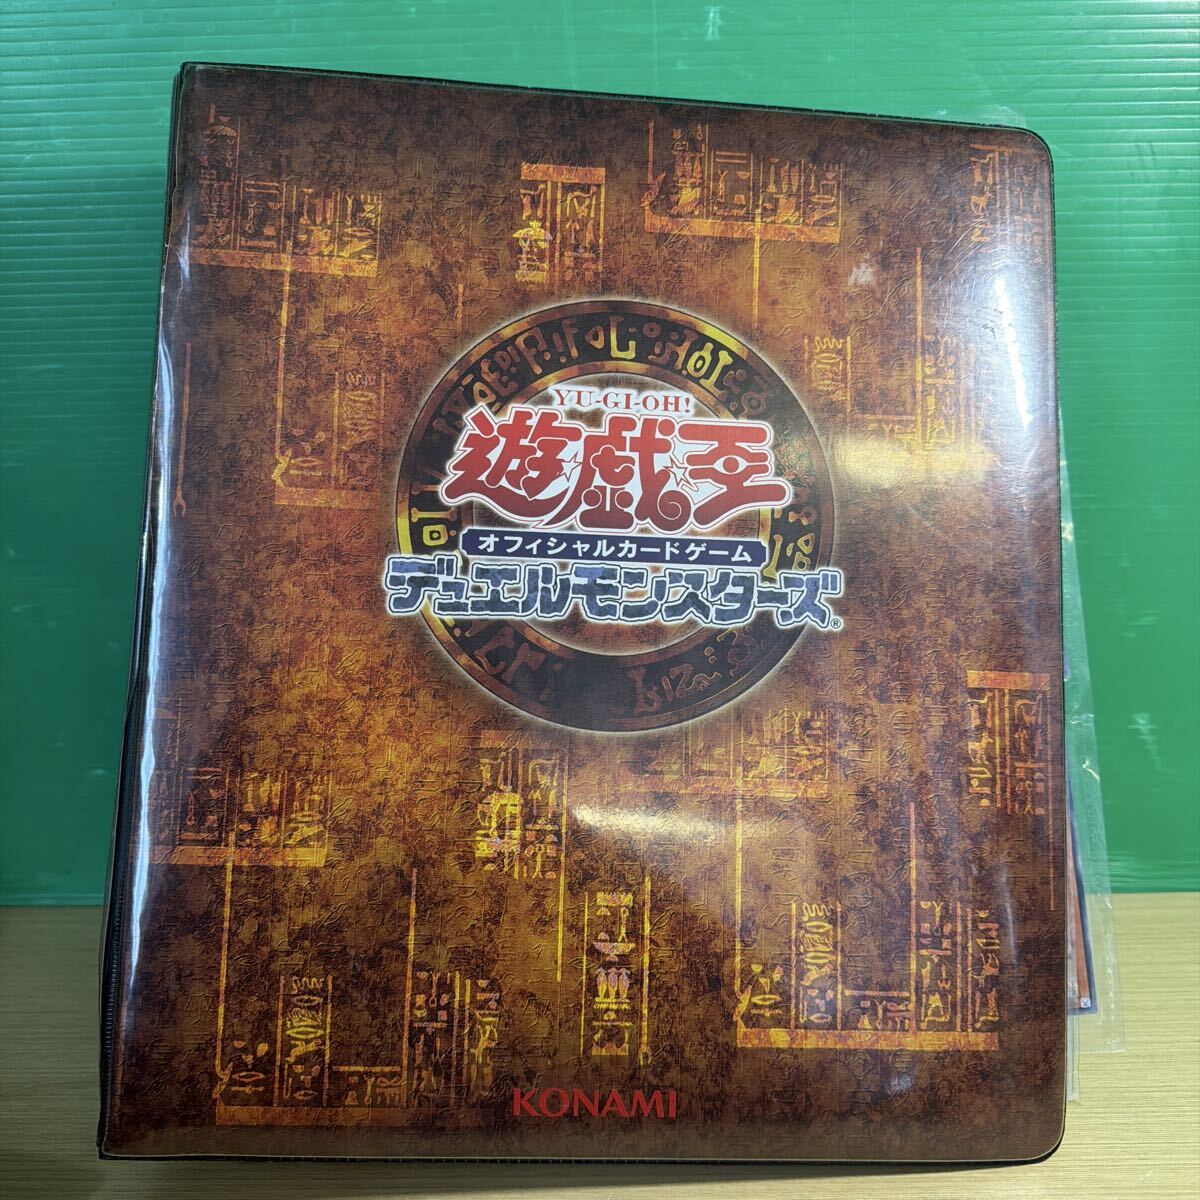 YU-GI-OH!
遊☆戯☆王
オフィシャルカードゲーム
デュエルモンスターズ®
KONAMI